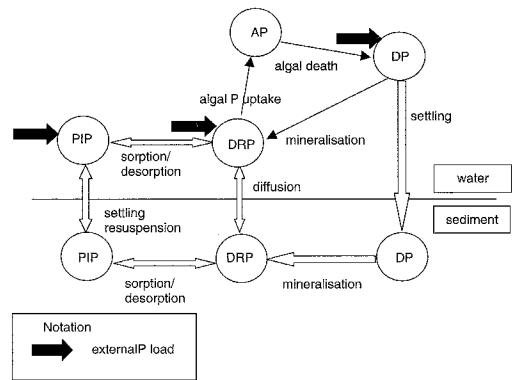 AP
DP
algal death
algal P uptake
settling
PIP
DRP
mineralisation
sorption/
desorption
water
diffusion
settling
resuspension
sediment
PIP
DRP
DP
sorption/
desorption
mineralisation
Notation
externalP load